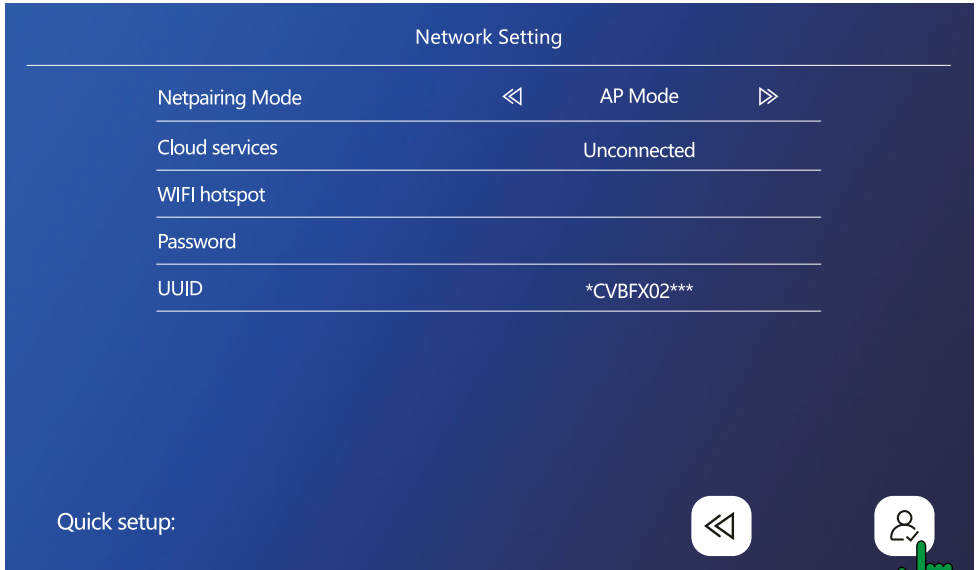 Network Setting
Netpairing Mode AP Mode
Cloud services Unconnected
WIFI hotspot
Password
UUID *CVBFX02***
Quick setup: